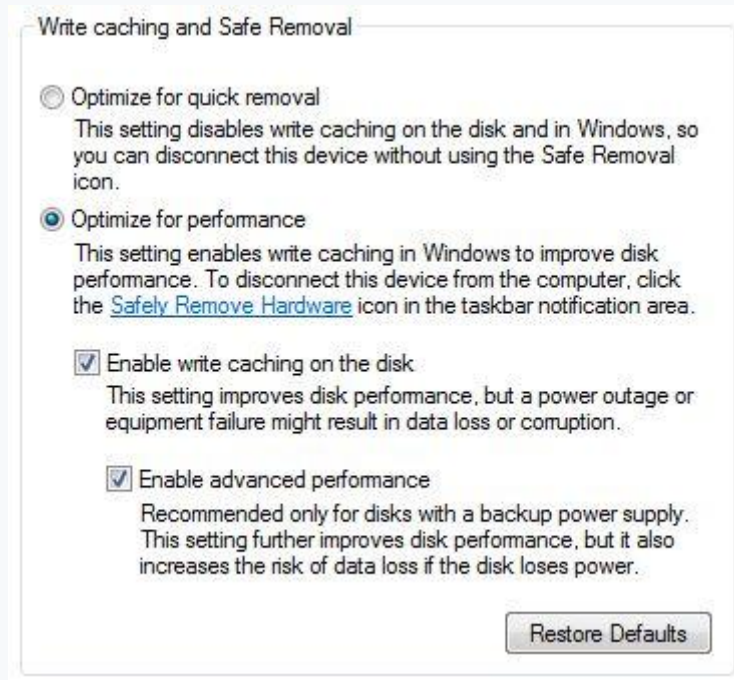 Write caching and Safe Removal
Optimize for quick removal
This setting disables write caching on the disk and in Windows, so
you can disconnect this device without using the Safe Removal
icon.
Optimize for performance
This setting enables write caching in Windows to improve disk
performance. To disconnect this device from the computer, click
the Safely Remove Hardware icon in the taskbar notification area.
Enable write caching on the disk
This setting improves disk performance, but a power outage or
equipment failure might result in data loss or corruption.
Enable advanced performance
Recommended only for disks with a backup power supply.
This setting further improves disk performance, but it also
increases the risk of data loss if the disk loses power.
Restore Defaults